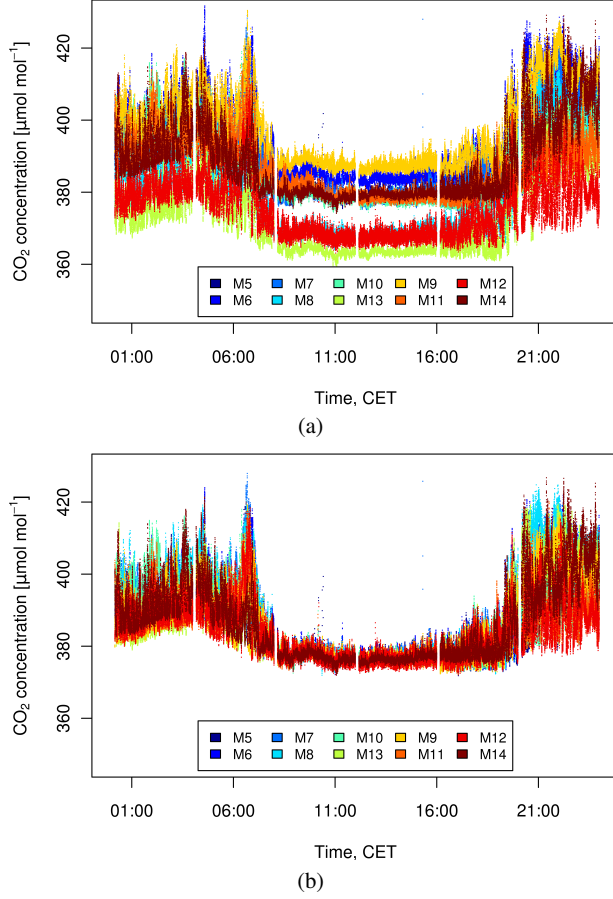 CO2 concentration [µmol mol−1]
420
400
380
360
M5 M7 M10 M9 M12
M6 M8 M13 M11 M14
01:00 06:00 11:00 16:00 21:00
Time, CET
(a)
CO2 concentration [µmol mol−1]
420
400
380
360
M5 M7 M10 M9 M12
M6 M8 M13 M11 M14
01:00 06:00 11:00 16:00 21:00
Time, CET
(b)